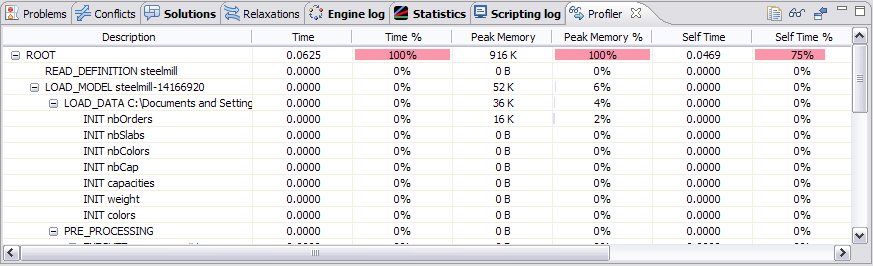 Problems Conflicts Solutions Relaxations Engine log Statistics Scripting log Profiler
Description Time Time % Peak Memory Peak Memory % Self Time Self Time %
ROOT 0.0625 100% 916 K 100% 0.0469 75%
READ_DEFINITION steelmill 0.0000 0% 0 B 0% 0.0000 0%
LOAD_MODEL steelmill-14166920 0.0000 0% 52 K 6% 0.0000 0%
LOAD_DATA C:\Documents and Setting 0.0000 0% 36 K 4% 0.0000 0%
INIT nbOrders 0.0000 0% 16 K 2% 0.0000 0%
INIT nbSlabs 0.0000 0% 0 B 0% 0.0000 0%
INIT nbColors 0.0000 0% 0 B 0% 0.0000 0%
INIT nbCap 0.0000 0% 0 B 0% 0.0000 0%
INIT capacities 0.0000 0% 0 B 0% 0.0000 0%
INIT weight 0.0000 0% 0 B 0% 0.0000 0%
INIT colors 0.0000 0% 0 B 0% 0.0000 0%
PRE_PROCESSING 0.0000 0% 0 B 0% 0.0000 0%